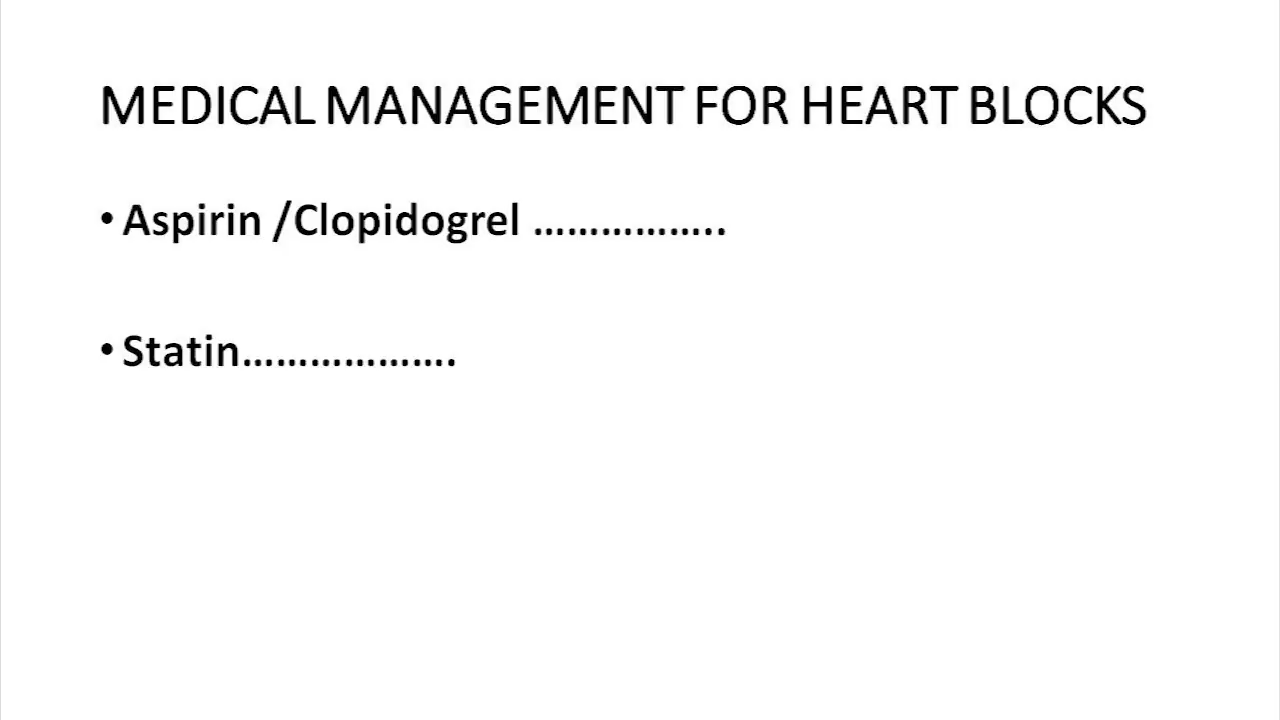 MEDICAL MANAGEMENT FOR HEART BLOCKS
• Aspirin /Clopidogrel ……………..
• Statin……………….